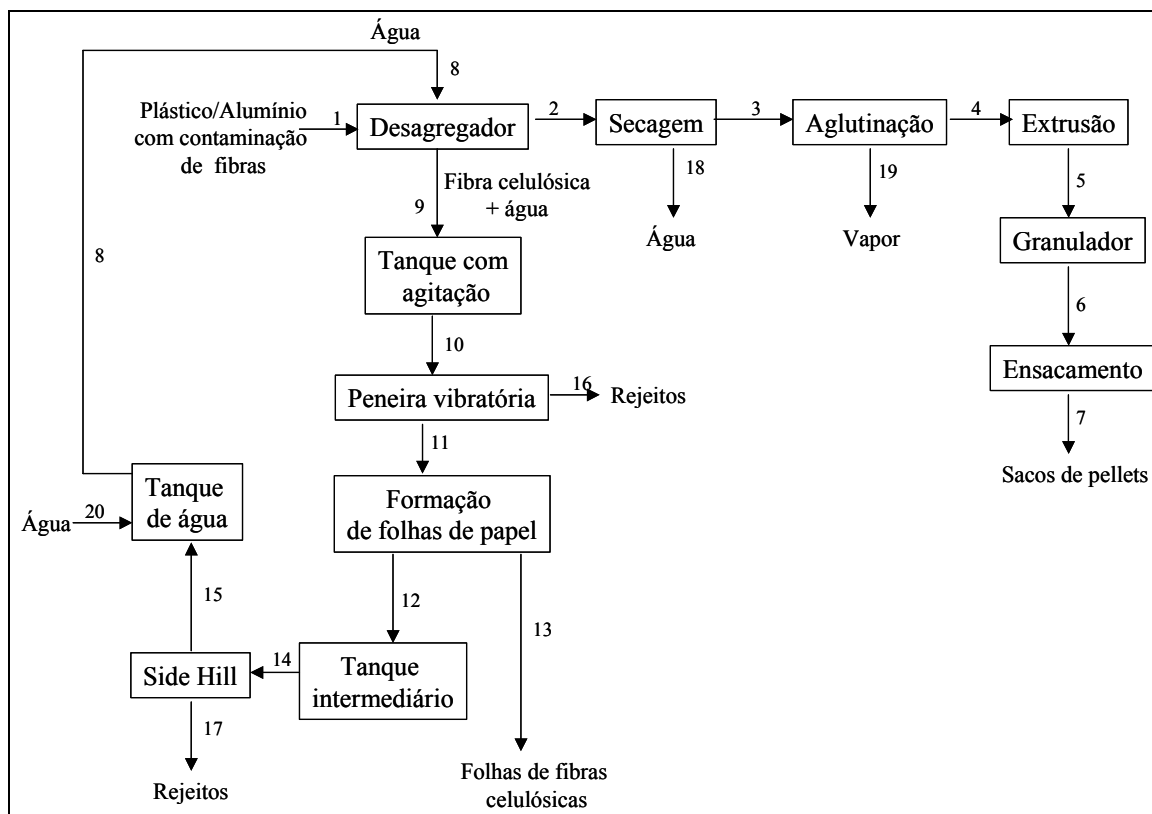 Água
8
Plástico/Alumínio
com contaminação
de fibras
1
Desagregador
2
Secagem
3
Aglutinação
4
Extrusão
18
Água
19
Vapor
5
Granulador
6
Ensacamento
7
Sacos de pellets
9
Fibra celulósica
+ água
8
Tanque com
agitação
10
Peneira vibratória
16
Rejeitos
11
Formação
de folhas de papel
Tanque
de água
Água
20
15
12
13
Side Hill
14
Tanque
intermediário
17
Rejeitos
Folhas de fibras
celulósicas